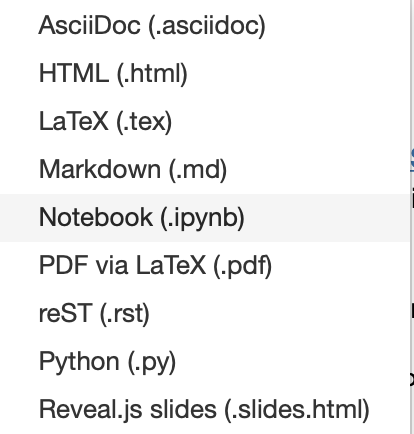 AsciiDoc (.asciidoc)
HTML (.html)
LaTeX (.tex)
Markdown (.md)
Notebook (.ipynb)
PDF via LaTeX (.pdf)
reST (.rst)
Python (.py)
Reveal.js slides (.slides.html)